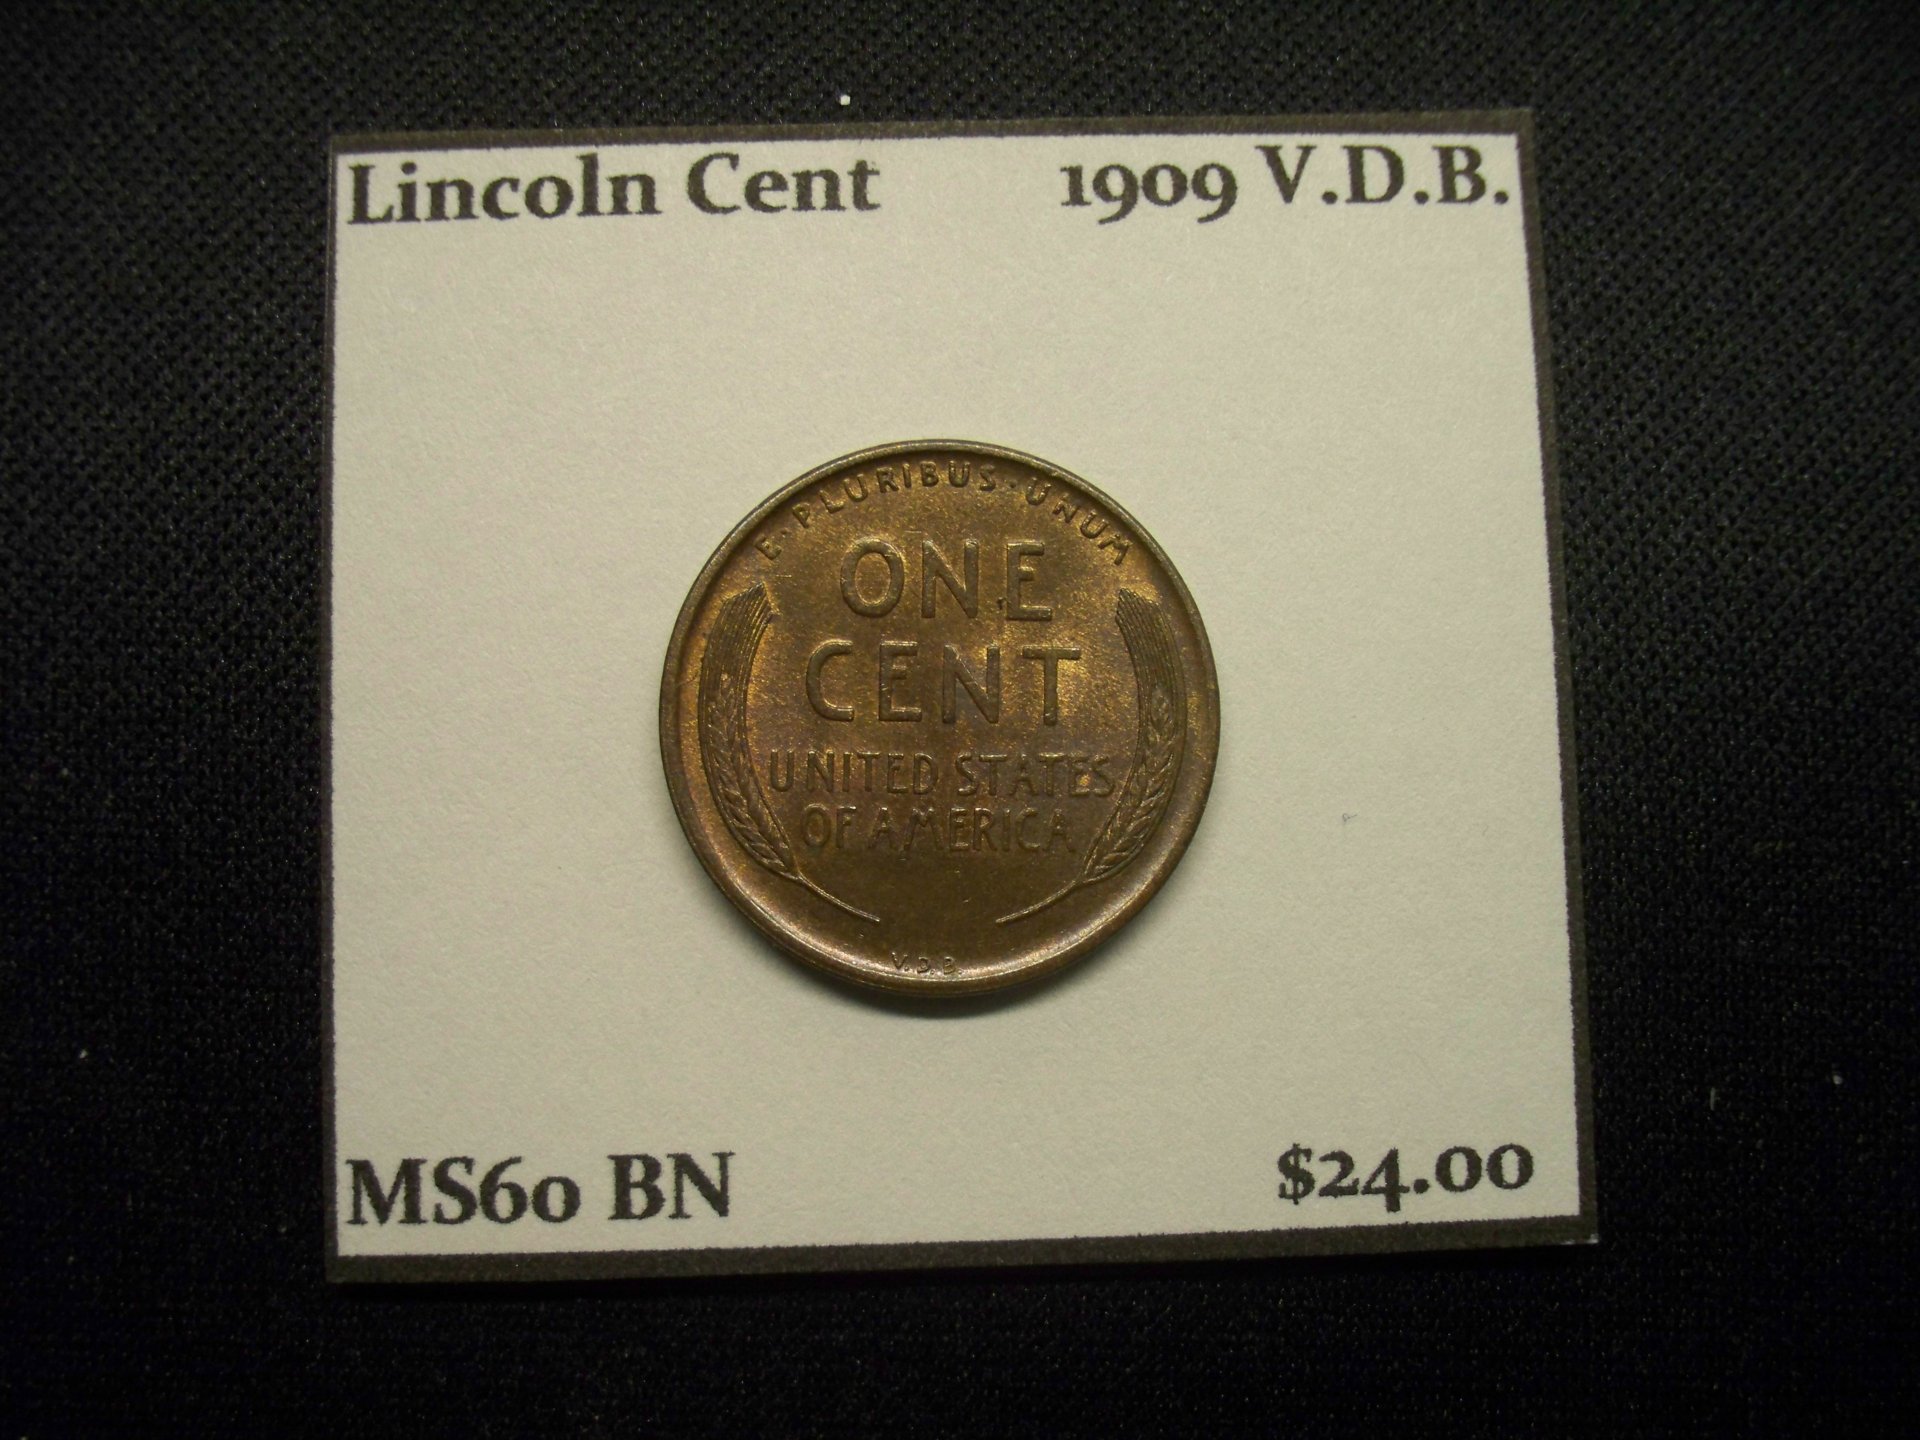 Lincoln Cent 1909 V.D.B.
E·PLURIBUS·UNUM
ONE
CENT
UNITED STATES
OF AMERICA
V.D.B.
MS60 BN $24.00